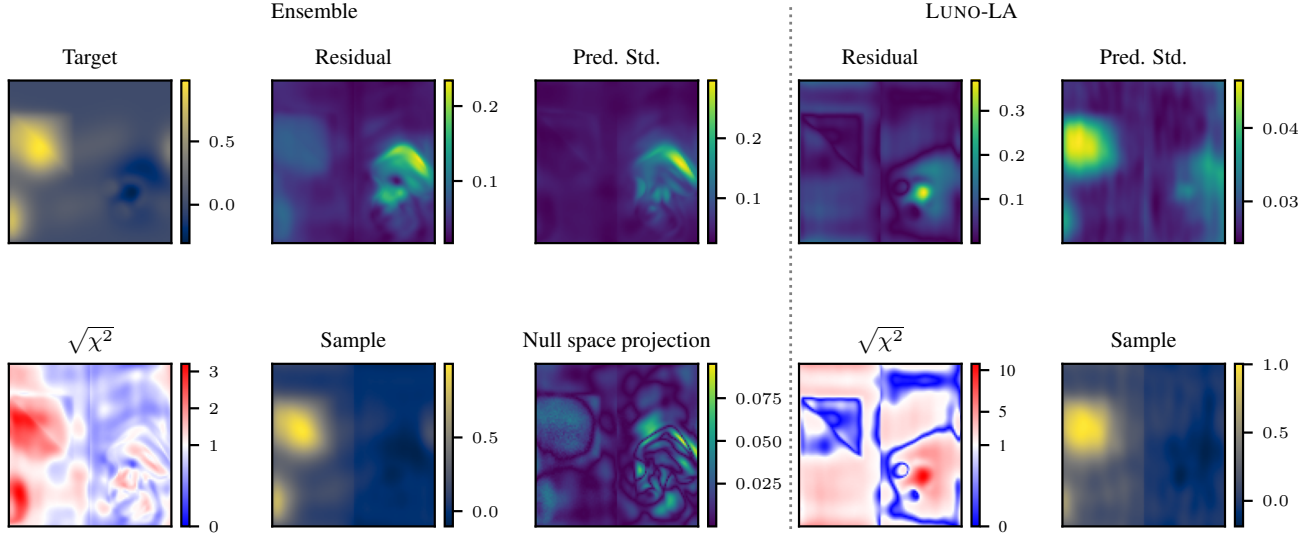 Ensemble
LUNO-LA
Target
Residual
Pred. Std.
Residual
Pred. Std.
0.5
0.0
0.2
0.1
0.2
0.1
0.3
0.2
0.1
0.04
0.03
√χ²
Sample
Null space projection
√χ²
Sample
3
2
1
0
0.5
0.0
0.075
0.050
0.025
10
5
1
0
1.0
0.5
0.0